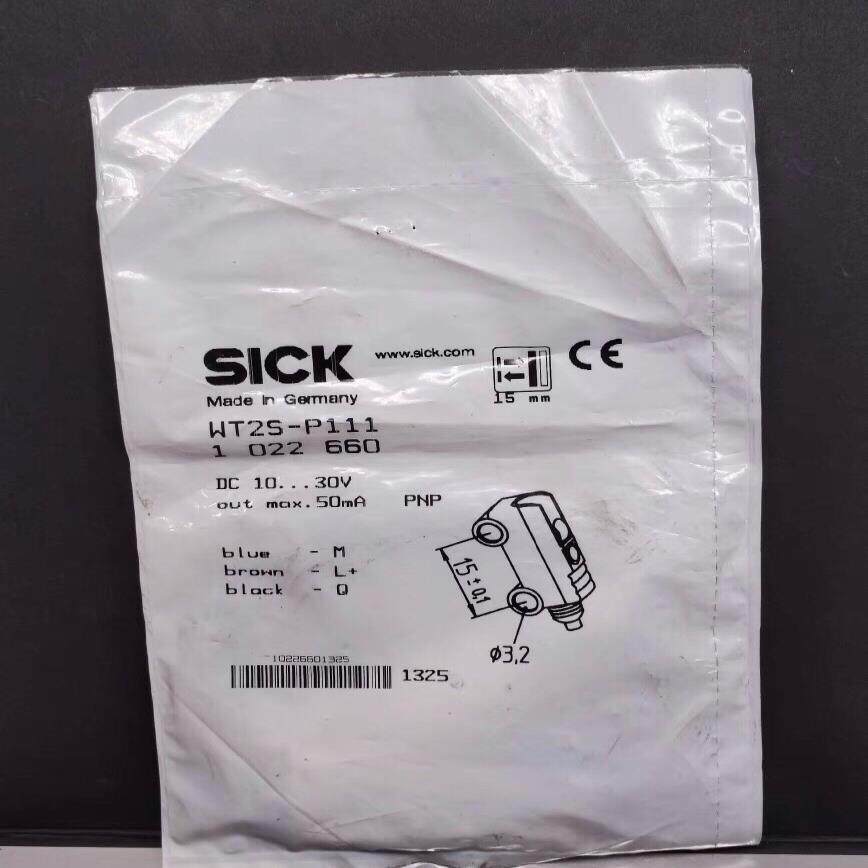 SICK www.sick.com CE
Made in Germany 15 mm
WT2S-P111
1 022 660
DC 10...30V
out max.50mA PNP
blue - M
brown - L+
black - Q
15±0,1
ø3,2
10226601325
1325